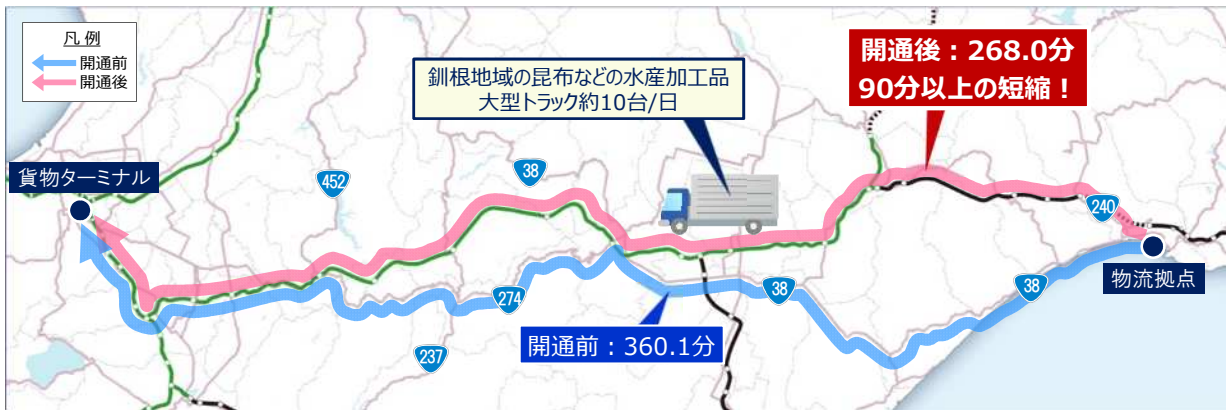 凡 例
開通前
開通後
釧根地域の昆布などの水産加工品
大型トラック約10台/日
開通後：268.0分
90分以上の短縮！
貨物ターミナル
452
38
240
物流拠点
38
38
274
237
開通前：360.1分